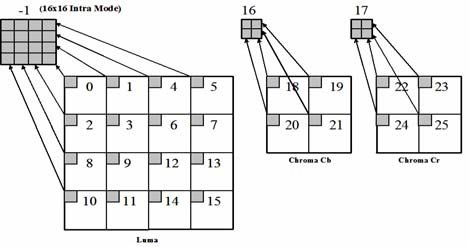 -1 (16x16 Intra Mode)
16
17
0 1 4 5
2 3 6 7
8 9 12 13
10 11 14 15
Luma
18 19
20 21
Chroma Cb
22 23
24 25
Chroma Cr